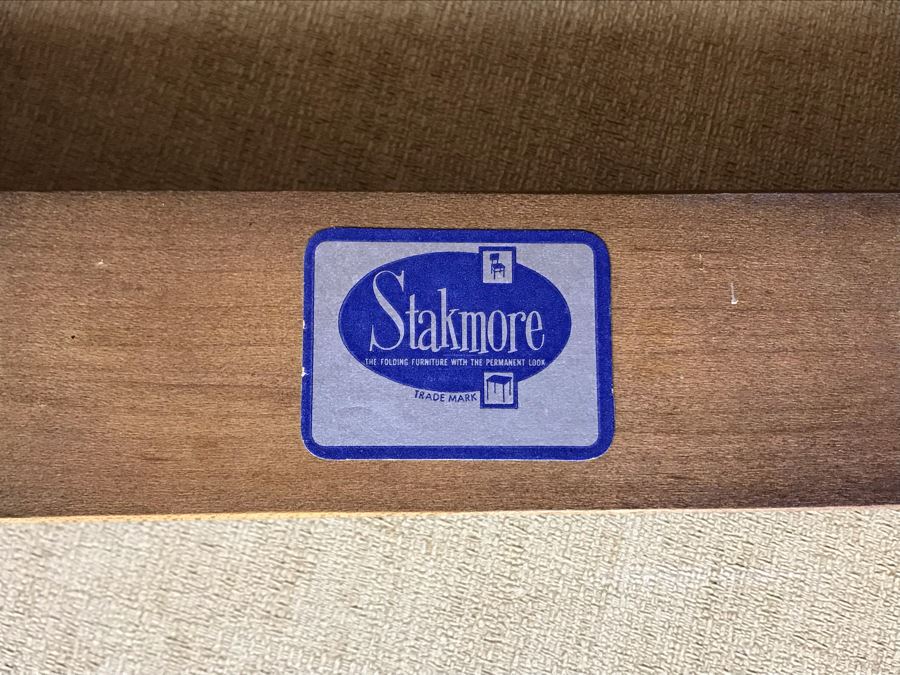 Stakmore
THE FOLDING FURNITURE WITH THE PERMANENT LOOK
TRADE MARK